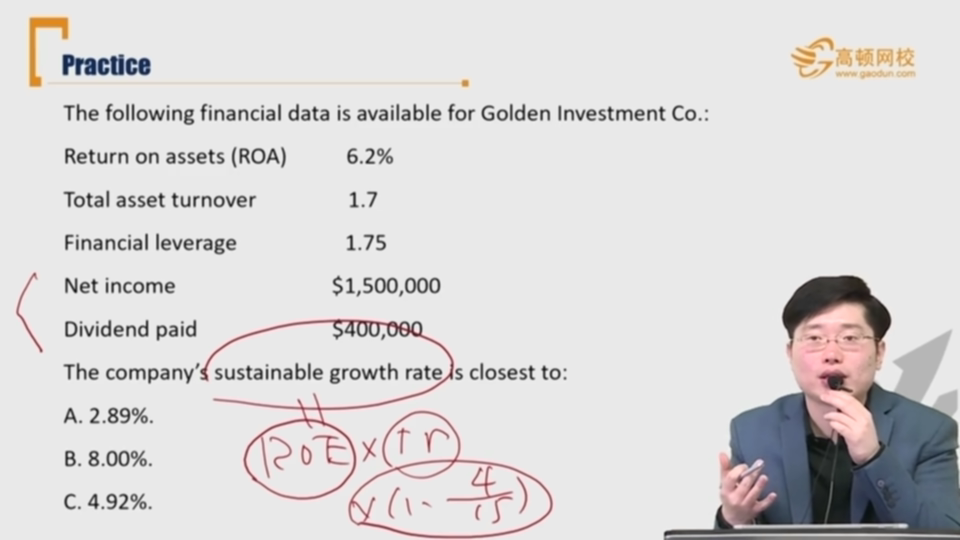 Practice
高顿网校
www.gaodun.com
The following financial data is available for Golden Investment Co.:
Return on assets (ROA) 6.2%
Total asset turnover 1.7
Financial leverage 1.75
Net income $1,500,000
Dividend paid $400,000
The company's sustainable growth rate is closest to:
A. 2.89%.
B. 8.00%.
C. 4.92%.
ROE ×
(1 - 4/15)